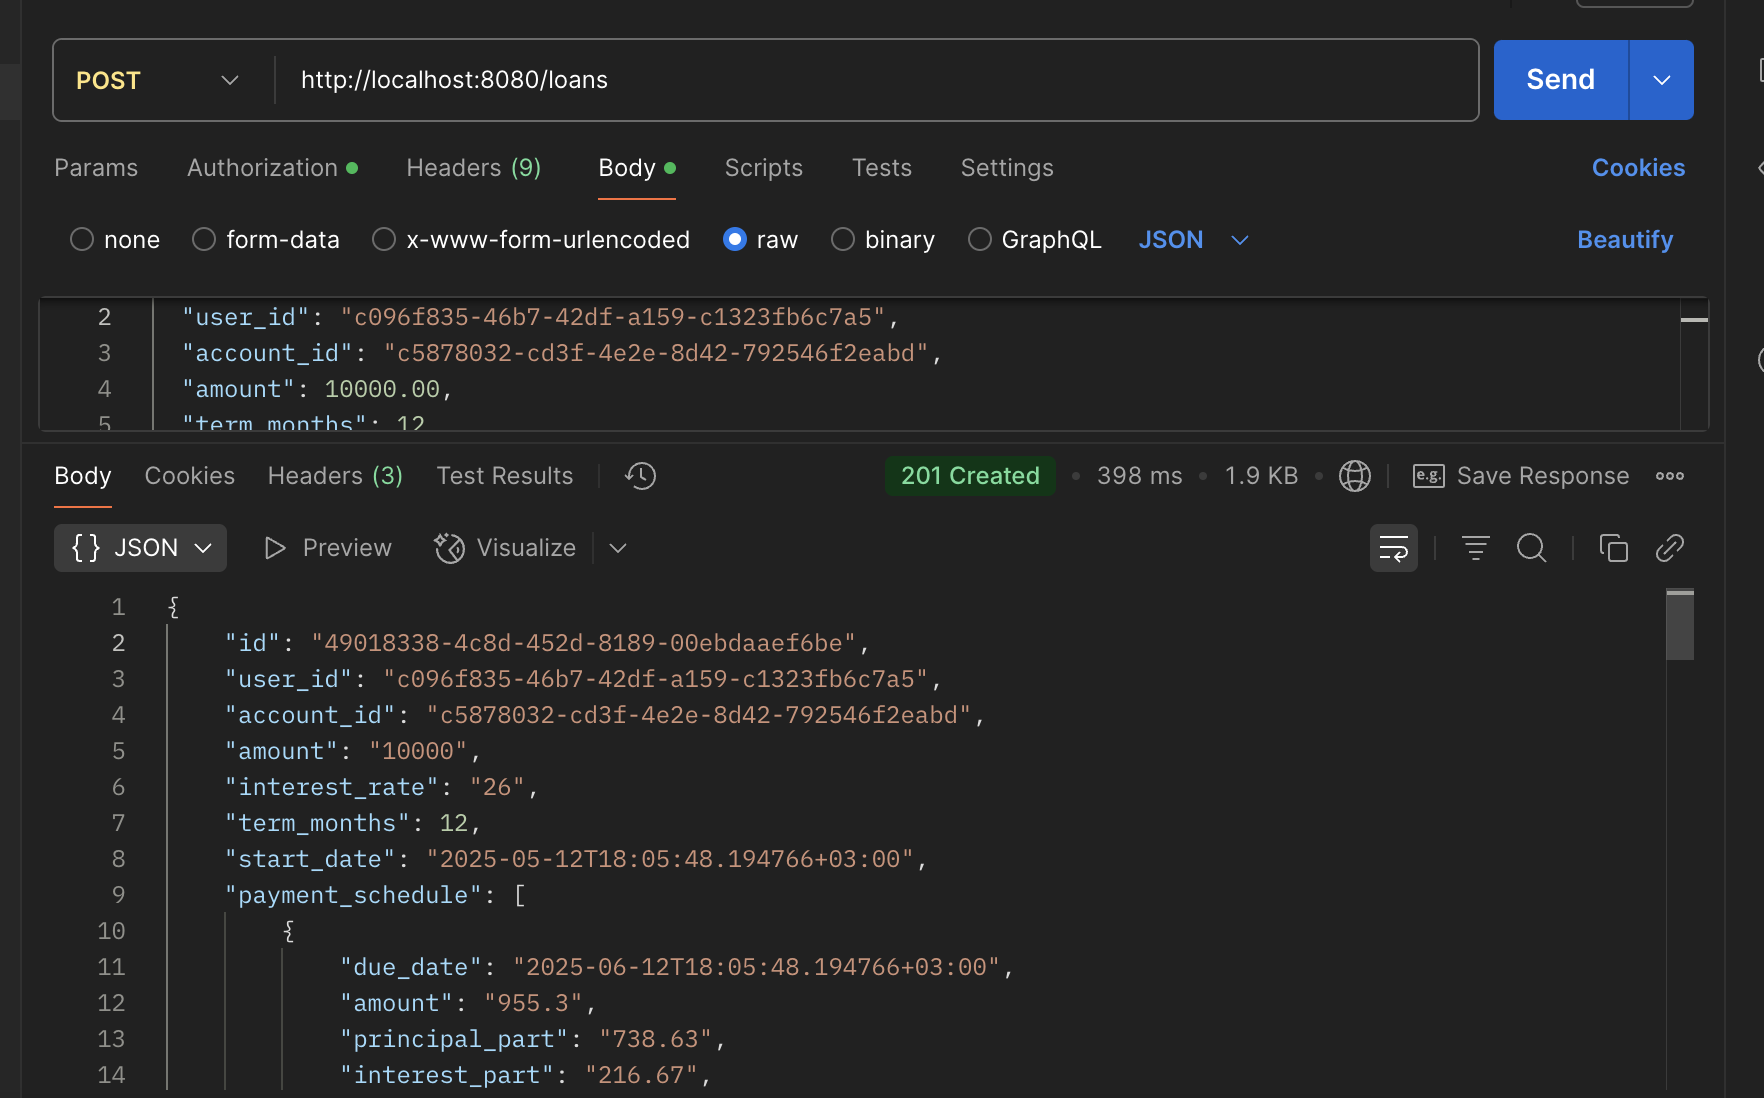 POST http://localhost:8080/loans Send
Params Authorization Headers (9) Body Scripts Tests Settings Cookies
none form-data x-www-form-urlencoded raw binary GraphQL JSON Beautify
2 "user_id": "c096f835-46b7-42df-a159-c1323fb6c7a5",
3 "account_id": "c5878032-cd3f-4e2e-8d42-792546f2eabd",
4 "amount": 10000.00,
5 "term_months": 12
Body Cookies Headers (3) Test Results 201 Created • 398 ms • 1.9 KB • e.g. Save Response
{} JSON Preview Visualize
1 {
2 "id": "49018338-4c8d-452d-8189-00ebdaaef6be",
3 "user_id": "c096f835-46b7-42df-a159-c1323fb6c7a5",
4 "account_id": "c5878032-cd3f-4e2e-8d42-792546f2eabd",
5 "amount": "10000",
6 "interest_rate": "26",
7 "term_months": 12,
8 "start_date": "2025-05-12T18:05:48.194766+03:00",
9 "payment_schedule": [
10 {
11 "due_date": "2025-06-12T18:05:48.194766+03:00",
12 "amount": "955.3",
13 "principal_part": "738.63",
14 "interest_part": "216.67",